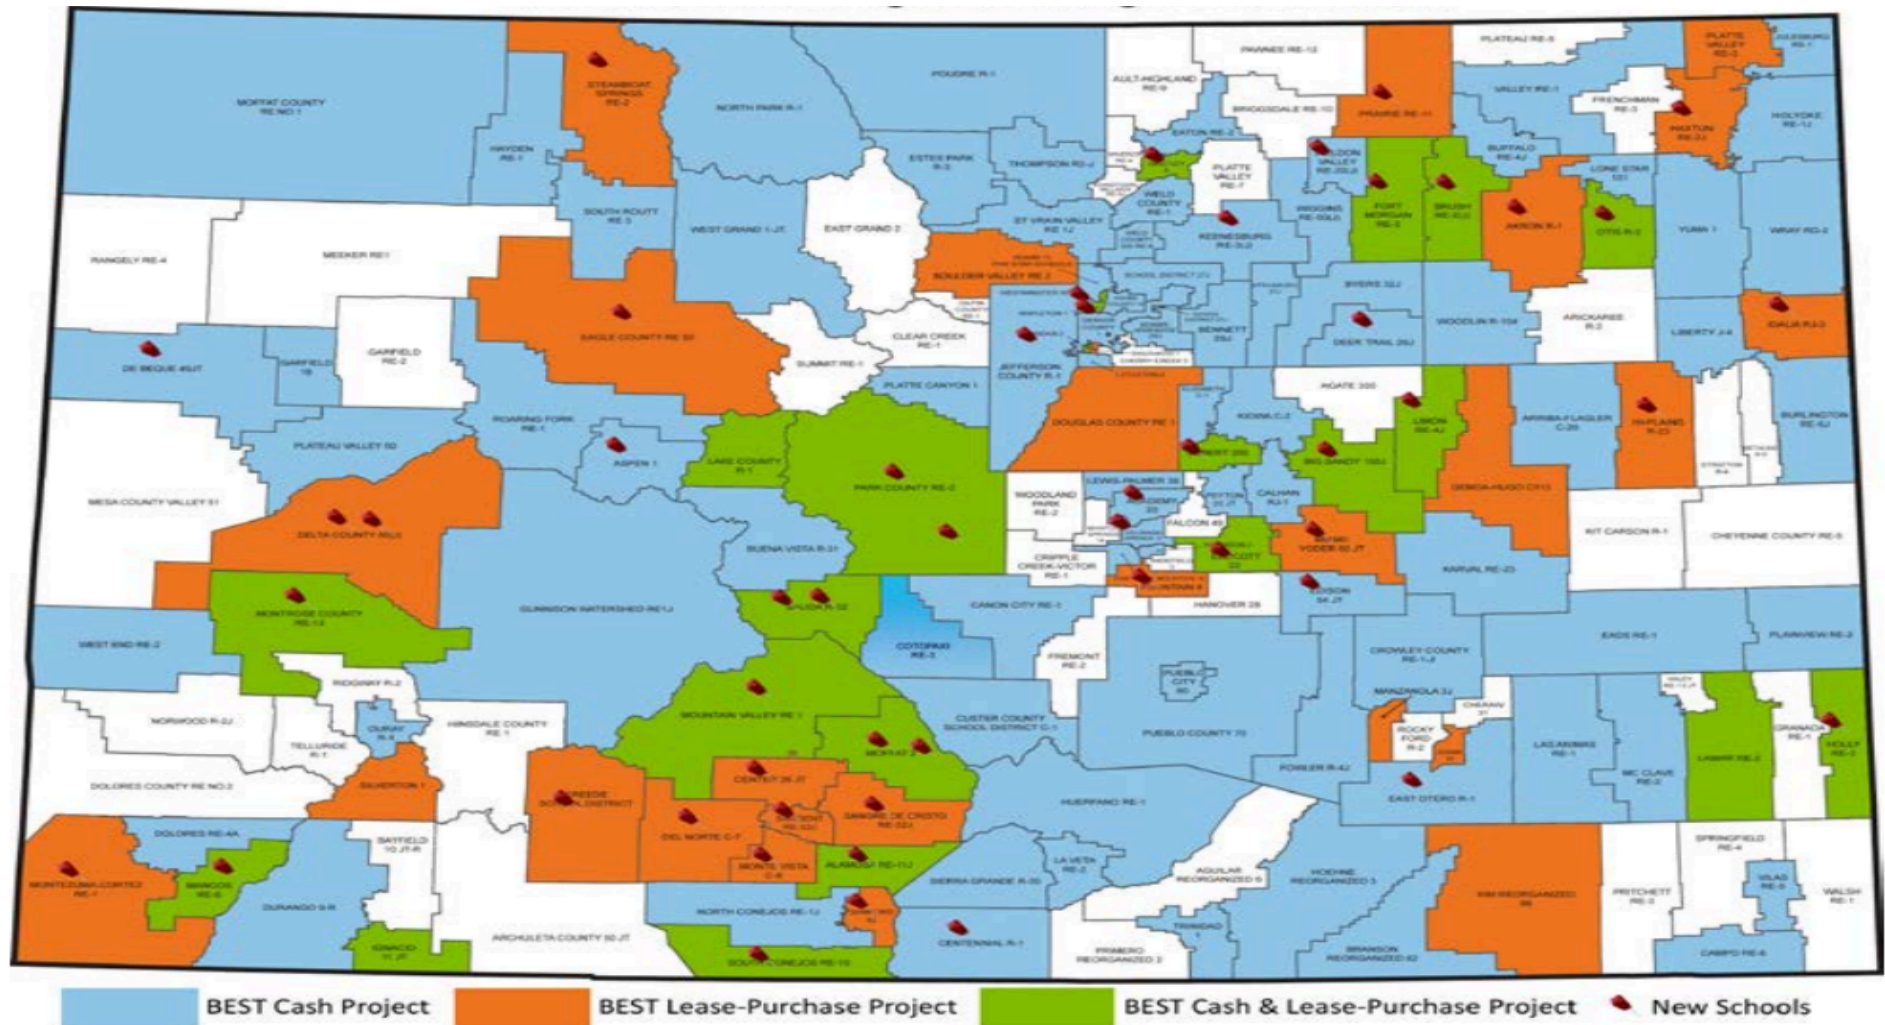 MOFFAT COUNTY
RE:NO 1
STEAMBOAT
SPRINGS
RE-2
HAYDEN
RE-1
NORTH PARK R-1
POUDRE R-1
AULT-HIGHLAND
RE-9
PAWNEE RE-12
BRIGGSDALE RE-10
PRAIRIE RE-11
PLATEAU RE-5
PLATTE
VALLEY
RE-3
VALLEY RE-1
FRENCHMAN
RE-3
HAXTUN
RE-2J
HOLYOKE
RE-1J
EATON RE-2
ESTES PARK
R-3
THOMPSON R2-J
PLATTE
VALLEY
RE-7
BUFFALO
RE-4J
LONE STAR
101
SOUTH ROUTT
RE 3
WEST GRAND 1-JT.
EAST GRAND 2
ST VRAIN VALLEY
RE 1J
WELD
COUNTY
RE-1
KEENESBURG
RE-3(J)
WIGGINS
RE-50(J)
FORT
MORGAN
RE-3
BRUSH
RE-2(J)
AKRON R-1
OTIS R-3
YUMA 1
WRAY RD-2
RANGELY RE-4
MEEKER RE1
BOULDER VALLEY RE 2
EAGLE COUNTY RE 50
CLEAR CREEK
RE-1
SUMMIT RE-1
BYERS 32J
BENNETT
29J
DEER TRAIL 26J
WOODLIN R-104
ARICKAREE
R-2
LIBERTY J-4
IDALIA RJ-3
DE BEQUE 49JT
GARFIELD
16
GARFIELD
RE-2
JEFFERSON
COUNTY R-1
PLATTE CANYON 1
ROARING FORK
RE-1
ASPEN 1
PLATEAU VALLEY 50
MESA COUNTY VALLEY 51
LAKE COUNTY
R-1
PARK COUNTY RE-2
DOUGLAS COUNTY RE 1
KIOWA C-2
AGATE 300
LIMON
RE-4J
BIG SANDY 100J
ARRIBA-FLAGLER
C-20
HI-PLAINS
R-23
STRATTON
R-4
BURLINGTON
RE-6J
GENOA-HUGO C113
DELTA COUNTY 50(J)
WOODLAND
PARK
RE-2
LEWIS-PALMER 38
PEYTON
23 JT
CALHAN
RJ-1
FALCON 49
CRIPPLE
CREEK-VICTOR
RE-1
YODER 60 JT
KIT CARSON R-1
CHEYENNE COUNTY RE-5
KARVAL RE-23
BUENA VISTA R-31
GUNNISON WATERSHED RE1J
MONTROSE COUNTY
RE-1J
SALIDA R-32
COTOPAXI
RE-3
CANON CITY RE-1
HANOVER 28
EDISON
54 JT
WEST END RE-2
FREMONT
RE-2
PUEBLO
CITY
60
CROWLEY COUNTY
RE-1-J
EADS RE-1
PLAINVIEW RE-2
RIDGWAY R-2
OURAY
R-1
NORWOOD R-2J
TELLURIDE
R-1
HINSDALE COUNTY
RE 1
MOUNTAIN VALLEY RE 1
MOFFAT 2
CUSTER COUNTY
SCHOOL DISTRICT C-1
PUEBLO COUNTY 70
MANZANOLA 3J
CHERAW
31
ROCKY
FORD
R-2
FOWLER R-4J
EAST OTERO R-1
LAS ANIMAS
RE-1
MC CLAVE
RE-2
LAMAR RE-2
GRANADA
RE-1
HOLLY
RE-3
DOLORES COUNTY RE NO.2
SILVERTON 1
CREEDE
SCHOOL DISTRICT
CENTER 26 JT
DEL NORTE C-7
SARGENT
RE-33J
SANGRE DE CRISTO
RE-22J
MONTE VISTA
C-8
ALAMOSA RE-11J
HUERFANO RE-1
LA VETA
RE-2
DOLORES RE-4A
MONTEZUMA-CORTEZ
RE-1
MANCOS
RE-6
DURANGO 9-R
BAYFIELD
10 JT-R
IGNACIO
11 JT
ARCHULETA COUNTY 50 JT
NORTH CONEJOS RE-1J
SOUTH CONEJOS RE-10
SIERRA GRANDE R-30
CENTENNIAL R-1
AGUILAR
REORGANIZED 6
PRIMERO
REORGANIZED 2
TRINIDAD
1
HOEHNE
REORGANIZED 3
BRANSON
REORGANIZED 82
KIM REORGANIZED
88
PRITCHETT
RE-3
SPRINGFIELD
RE-4
VILAS
RE-5
WALSH
RE-1
CAMPO RE-6
BEST Cash Project
BEST Lease-Purchase Project
BEST Cash & Lease-Purchase Project
New Schools